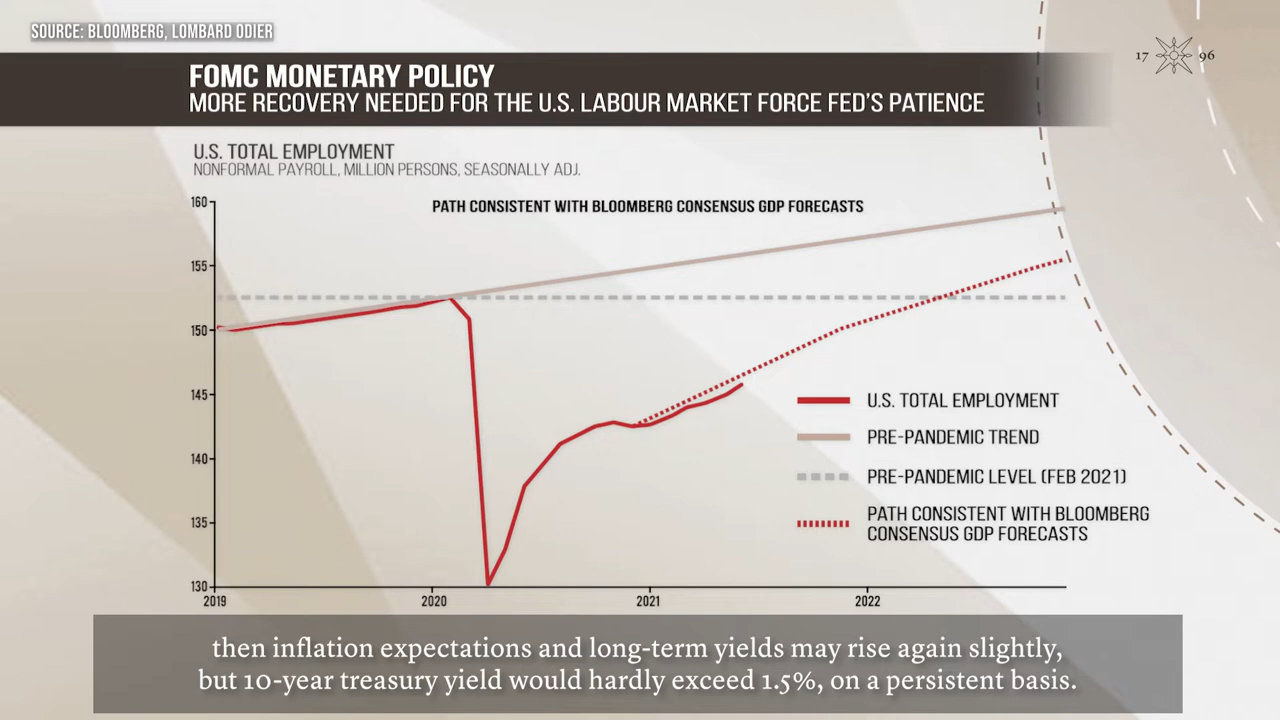 SOURCE: BLOOMBERG, LOMBARD ODIER
17 96
FOMC MONETARY POLICY
MORE RECOVERY NEEDED FOR THE U.S. LABOUR MARKET FORCE FED'S PATIENCE
U.S. TOTAL EMPLOYMENT
NONFORMAL PAYROLL, MILLION PERSONS, SEASONALLY ADJ.
PATH CONSISTENT WITH BLOOMBERG CONSENSUS GDP FORECASTS
160
155
150
145
140
135
130
2019 2020 2021 2022
U.S. TOTAL EMPLOYMENT
PRE-PANDEMIC TREND
PRE-PANDEMIC LEVEL (FEB 2021)
PATH CONSISTENT WITH BLOOMBERG
CONSENSUS GDP FORECASTS
then inflation expectations and long-term yields may rise again slightly,
but 10-year treasury yield would hardly exceed 1.5%, on a persistent basis.